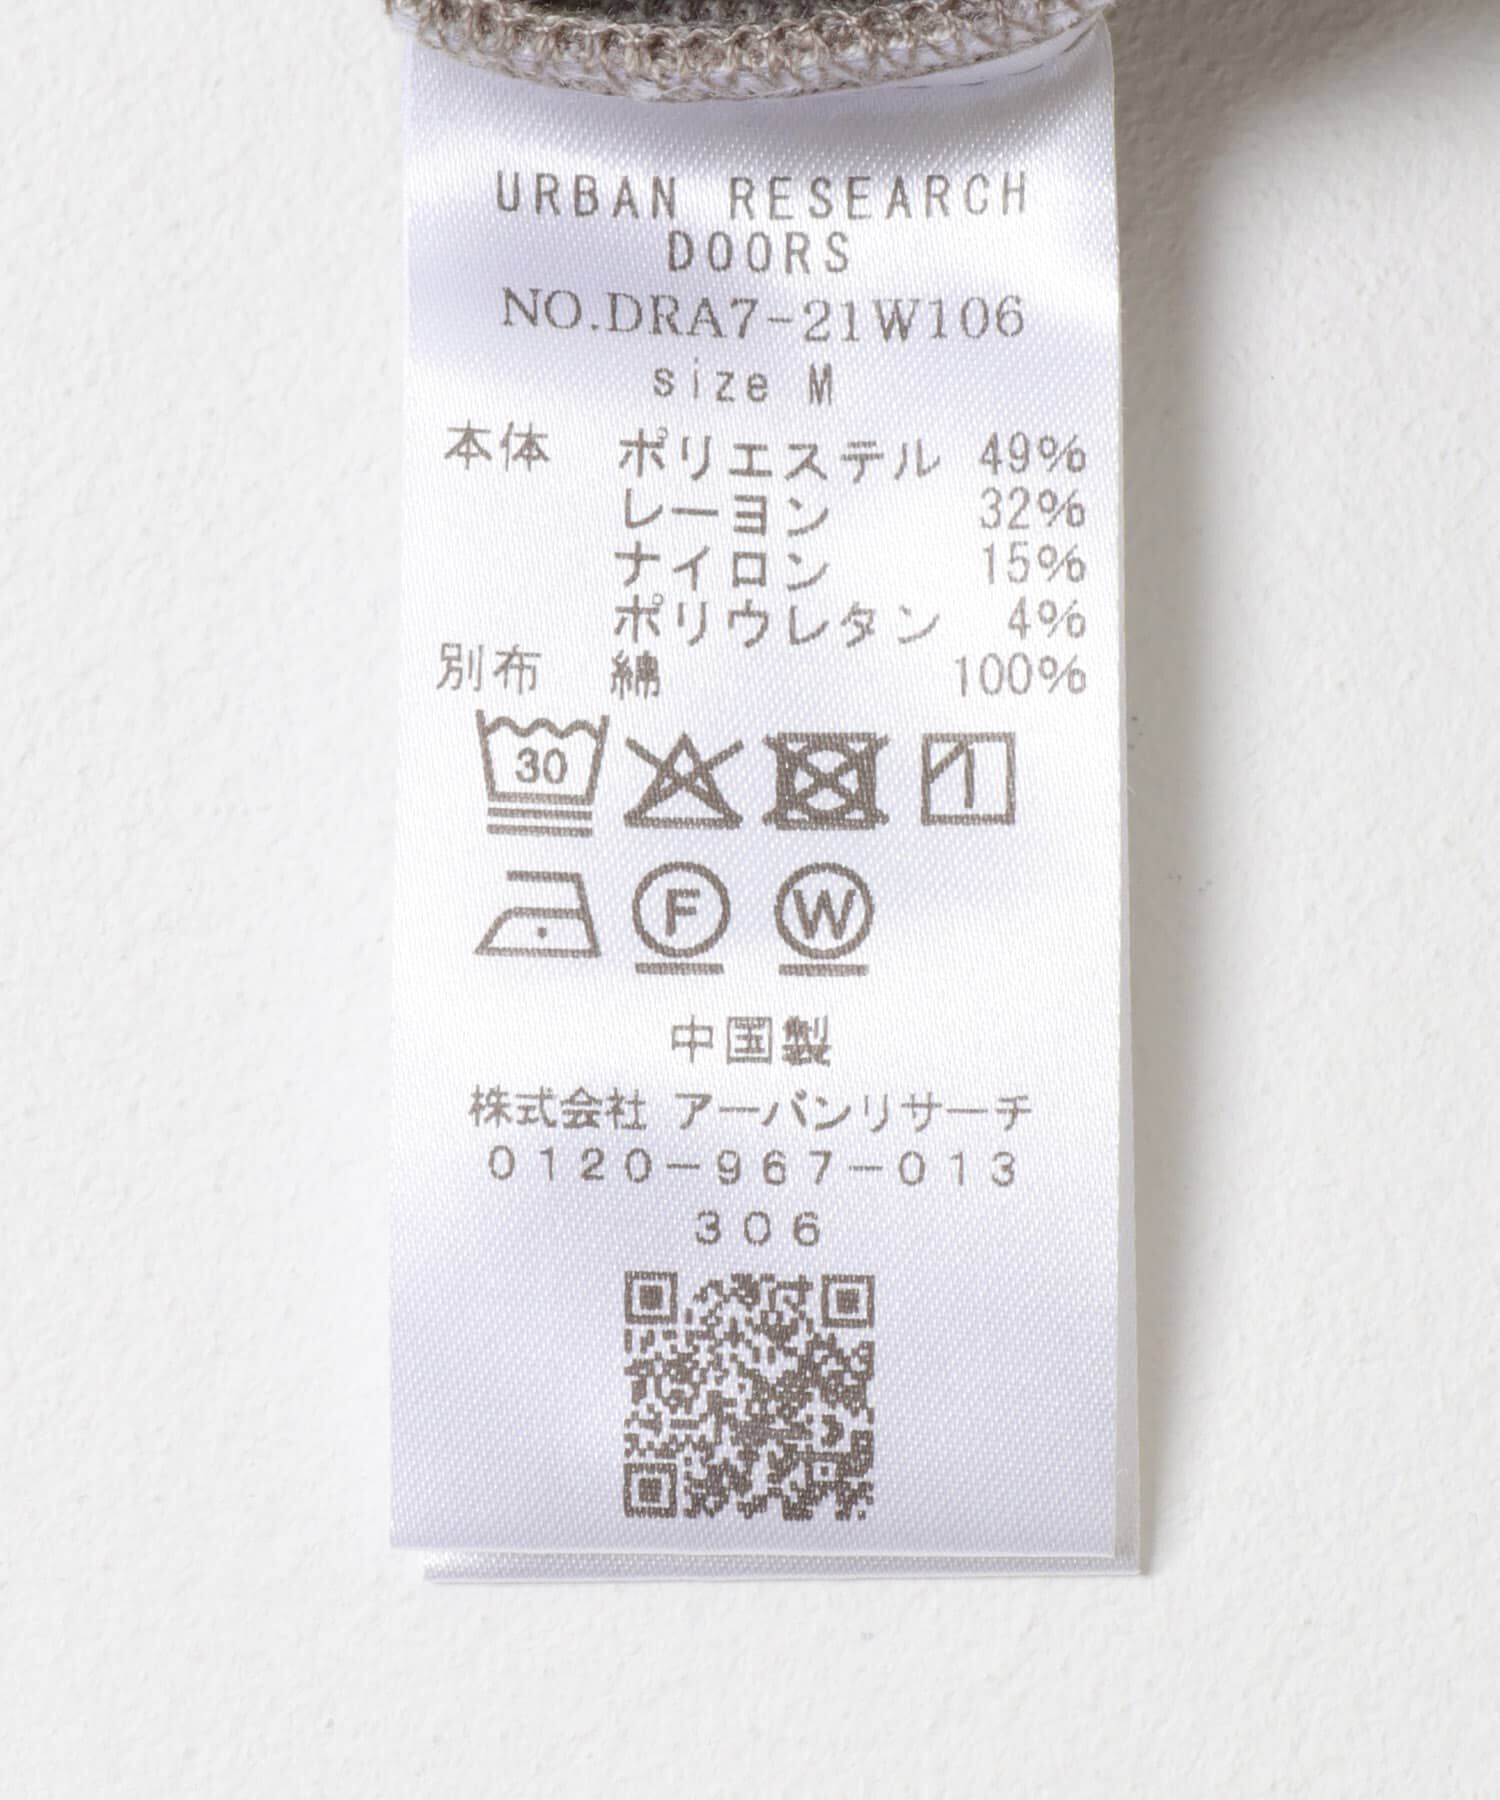 URBAN RESEARCH
DOORS
NO.DRA7-21W106
size M
本体 ポリエステル 49%
レーヨン 32%
ナイロン 15%
ポリウレタン 4%
別布 綿 100%
30
F W
中国製
株式会社 アーバンリサーチ
0120-967-013
306